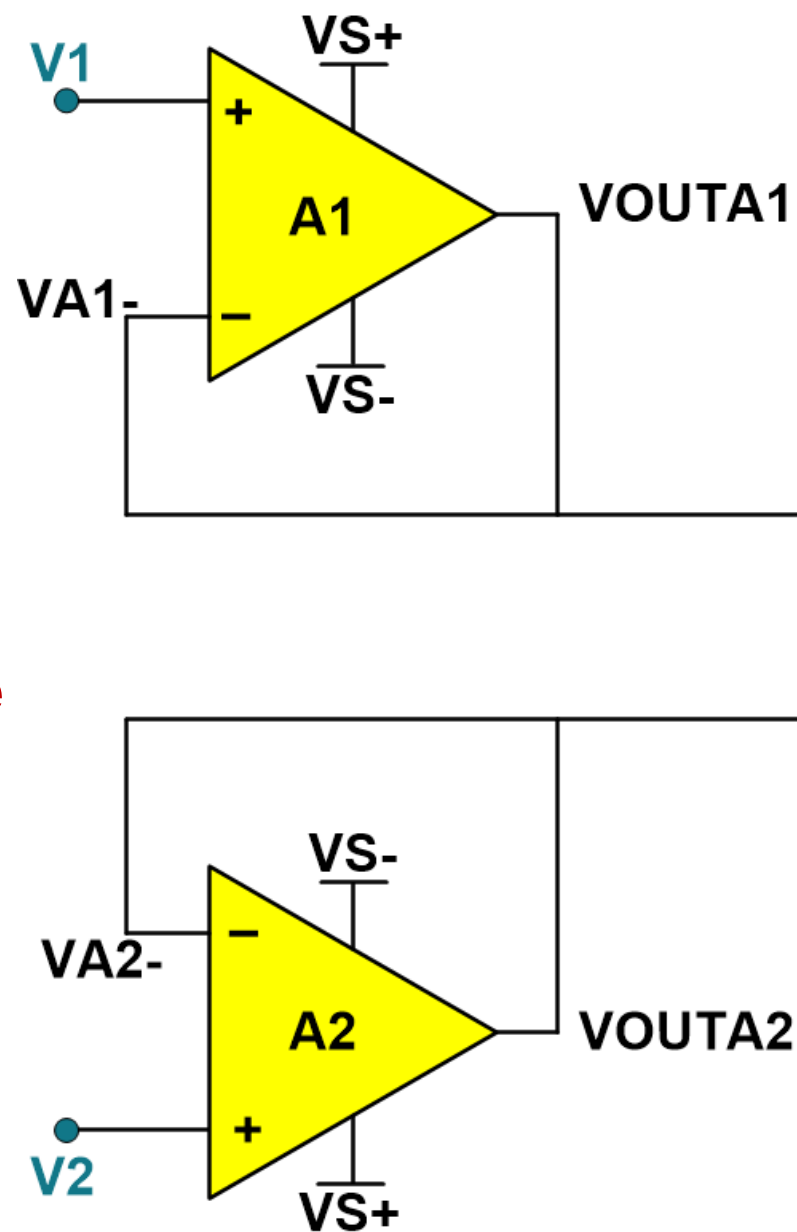 VS+
V1
+
A1
VOUTA1
VA1-
−
VS-
e
VS-
−
VA2-
A2
VOUTA2
+
V2
VS+